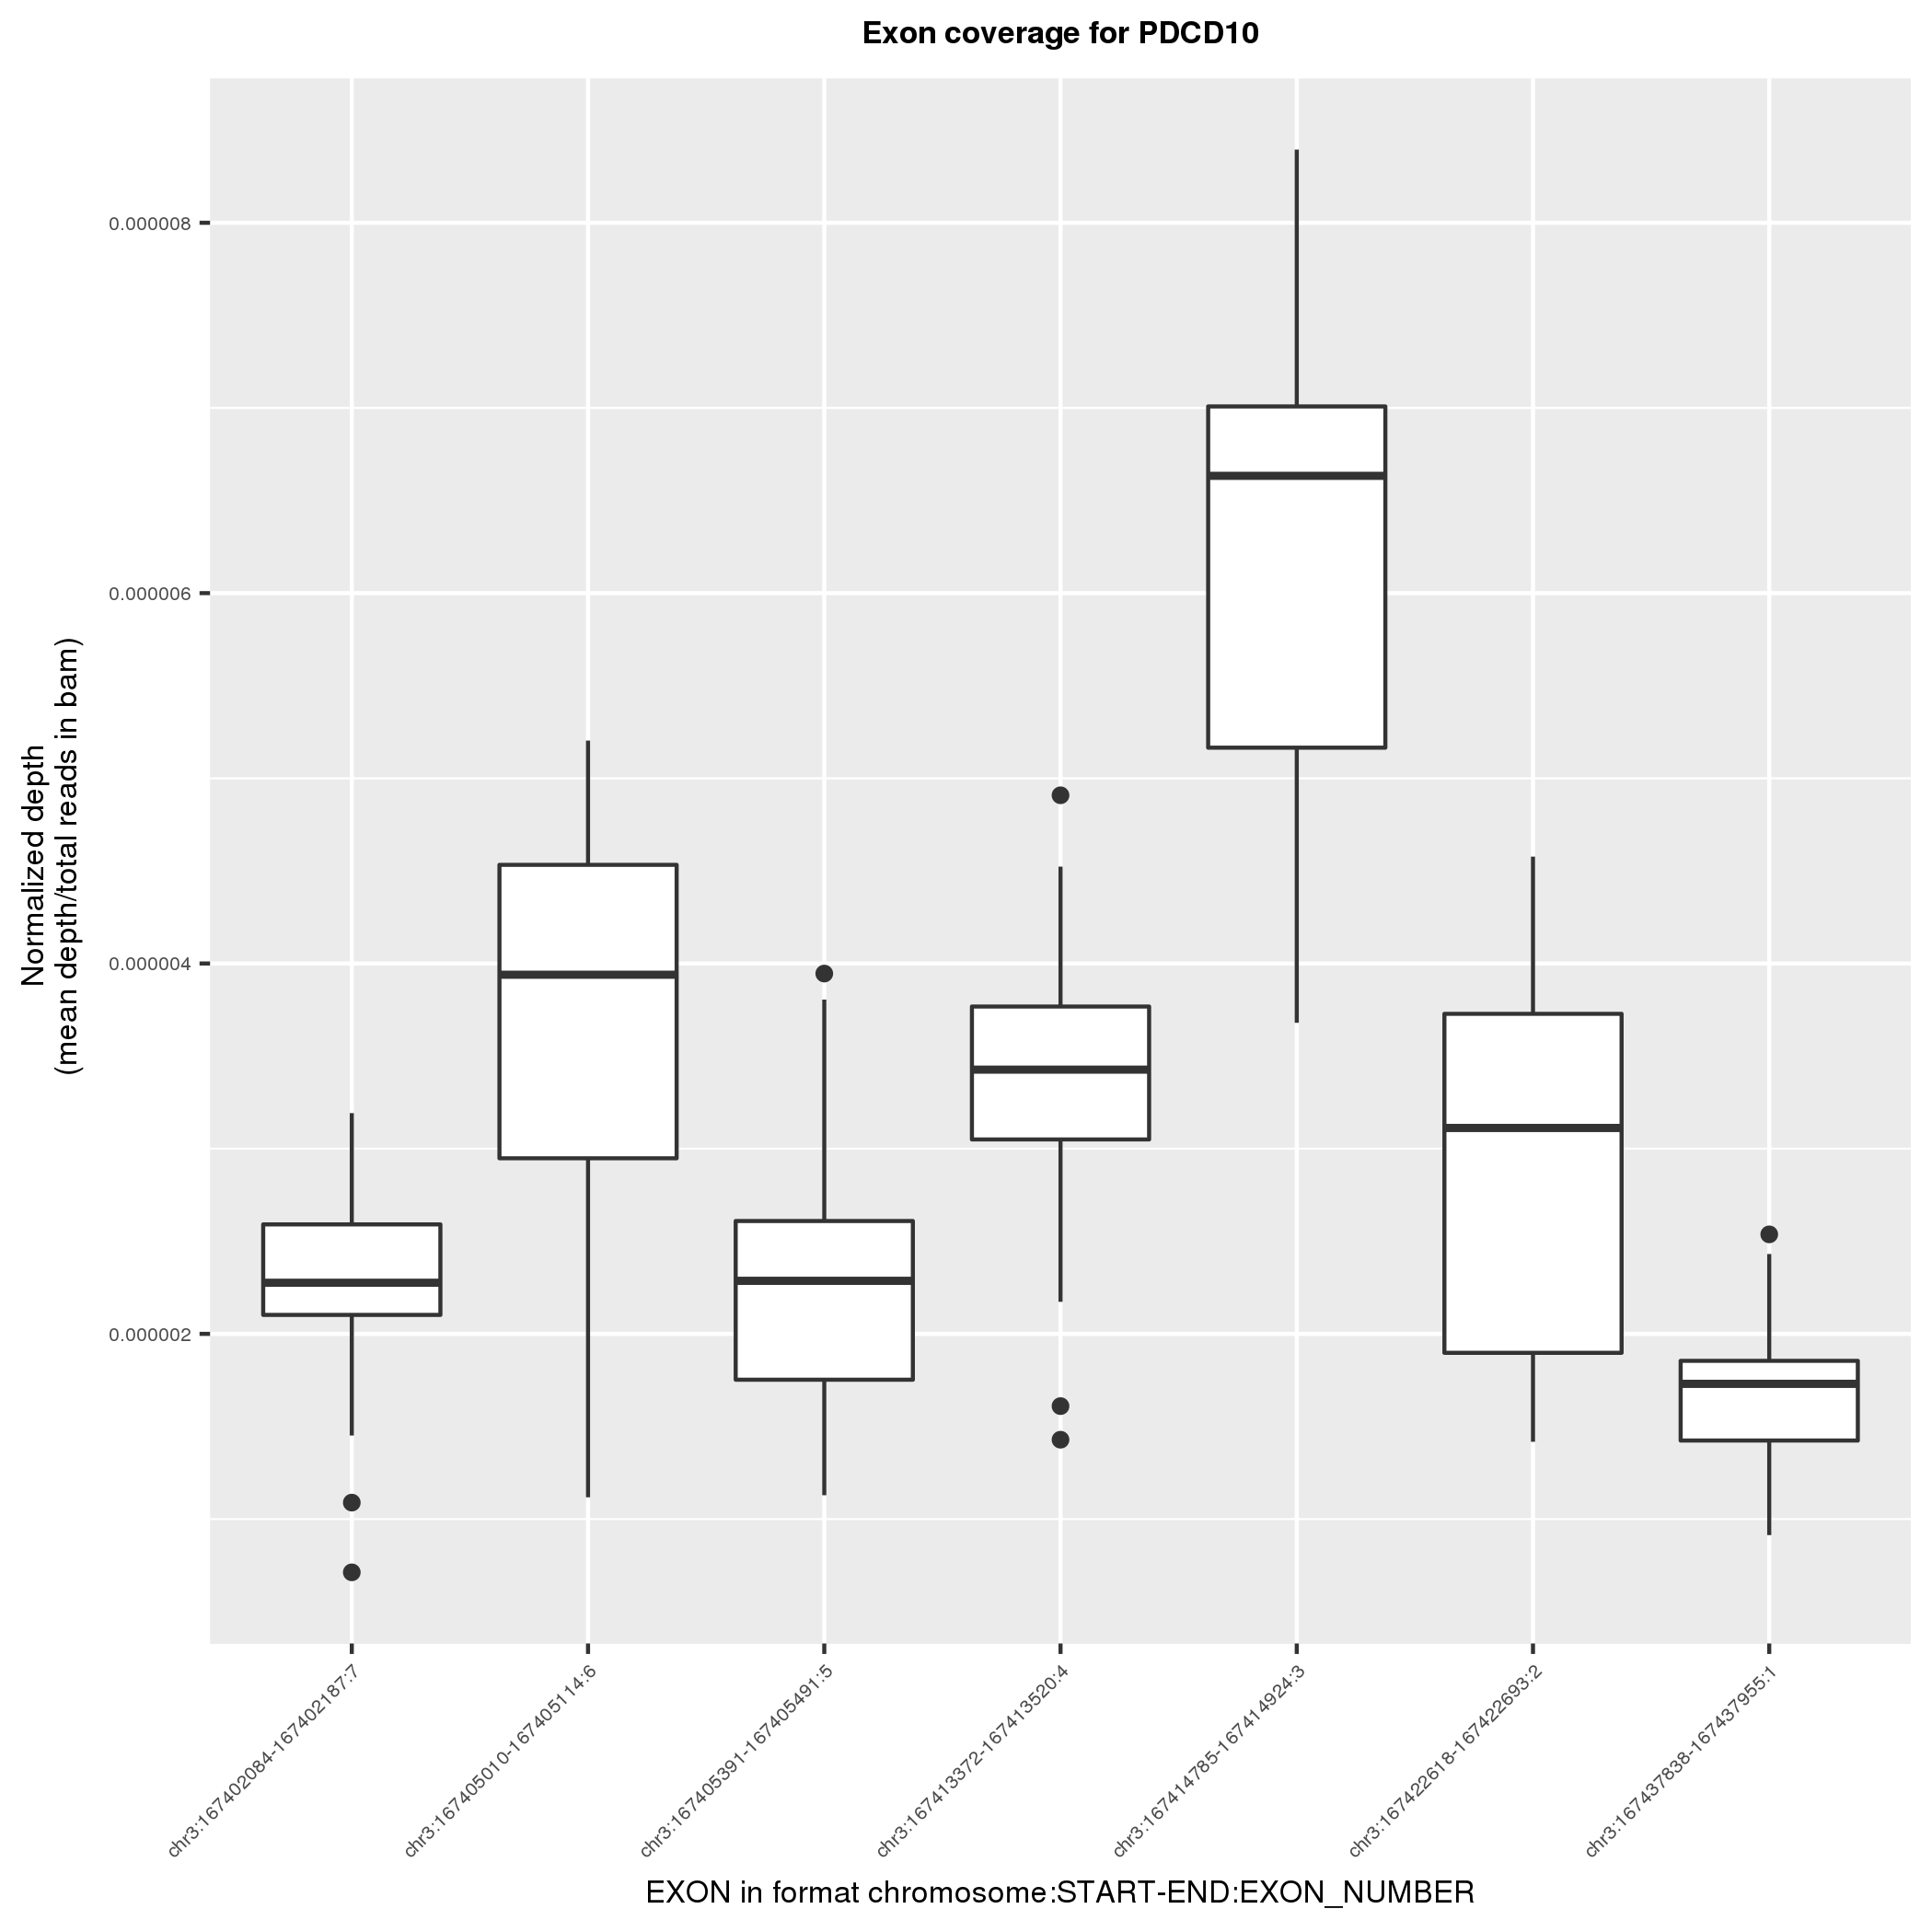 Exon coverage for PDCD10
Normalized depth
(mean depth/total reads in bam)
0.000008
0.000006
0.000004
0.000002
chr3:167402084-167402187:7
chr3:167405010-167405114:6
chr3:167405391-167405491:5
chr3:167413372-167413520:4
chr3:167414785-167414924:3
chr3:167422618-167422693:2
chr3:167437838-167437955:1
EXON in format chromosome:START-END:EXON_NUMBER